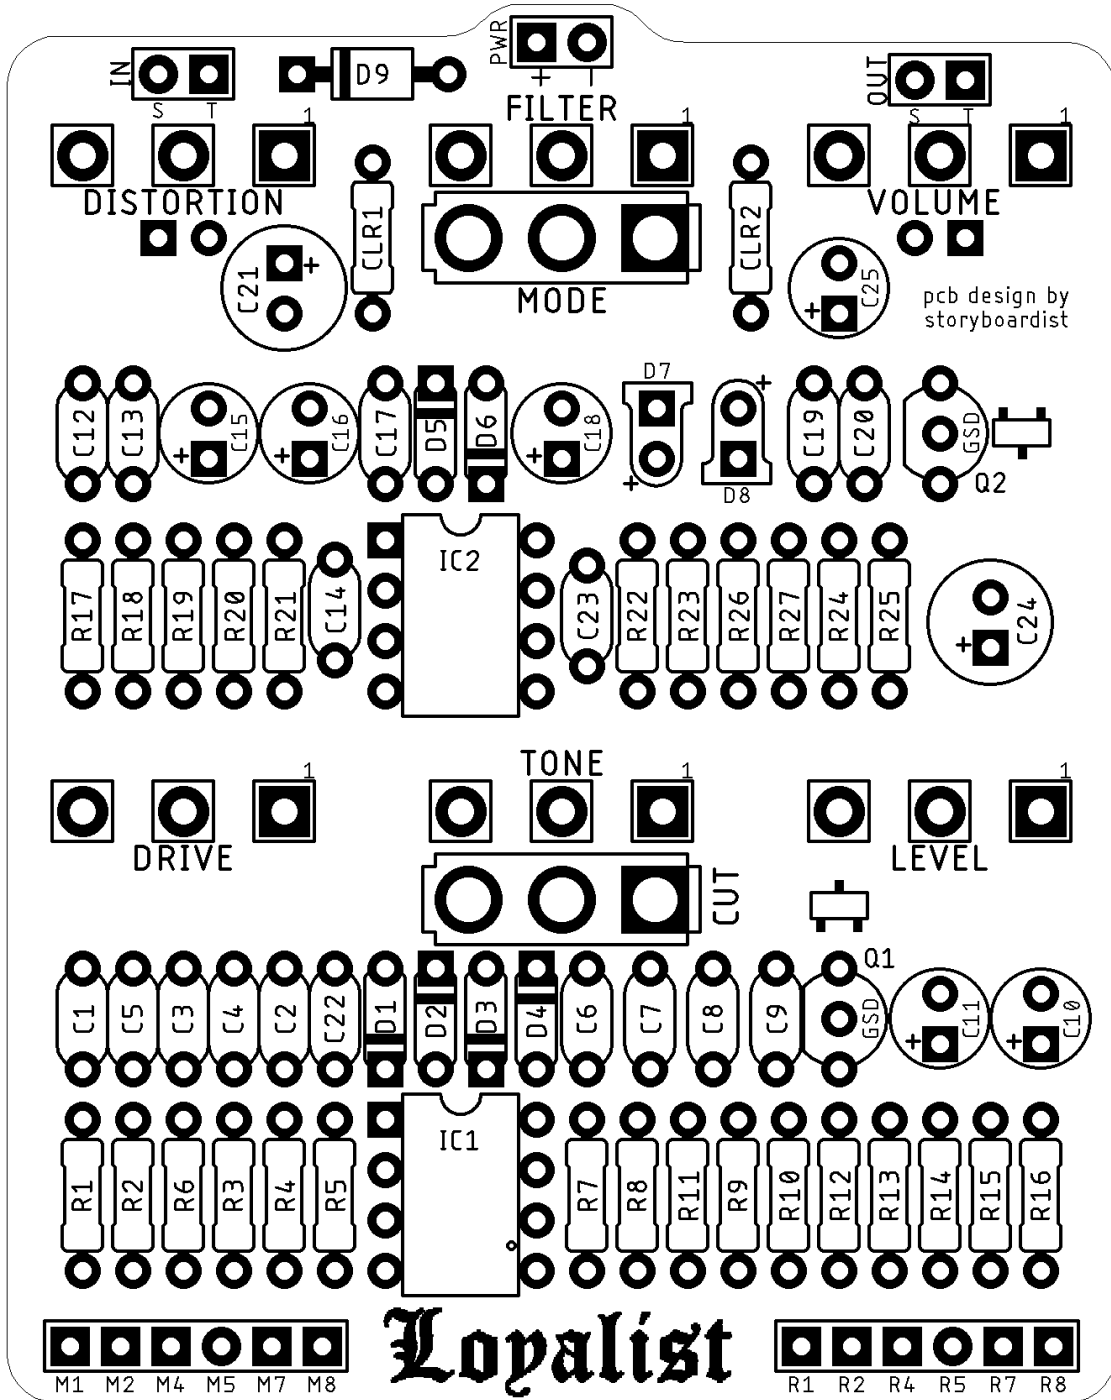 PWR
+ −
IN
S T
D9
OUT
S T
FILTER
1 1 1
DISTORTION
VOLUME
CLR1
CLR2
C21 +
MODE
+ C25
pcb design by
storyboardist
C12 C13 + C15 + C16 C17 D5 D6 + C18 D7 + D8 + C19 C20 GSD Q2
R17 R18 R19 R20 R21 C14 IC2 C23 R22 R23 R26 R27 R24 R25 + C24
TONE
1 1 1
DRIVE
LEVEL
CUT
Q1
C1 C5 C3 C4 C2 C22 D1 D2 D3 D4 C6 C7 C8 C9 GSD + C11 + C10
IC1
R1 R2 R6 R3 R4 R5 R7 R8 R11 R9 R10 R12 R13 R14 R15 R16
Loyalist
M1 M2 M4 M5 M7 M8
R1 R2 R4 R5 R7 R8